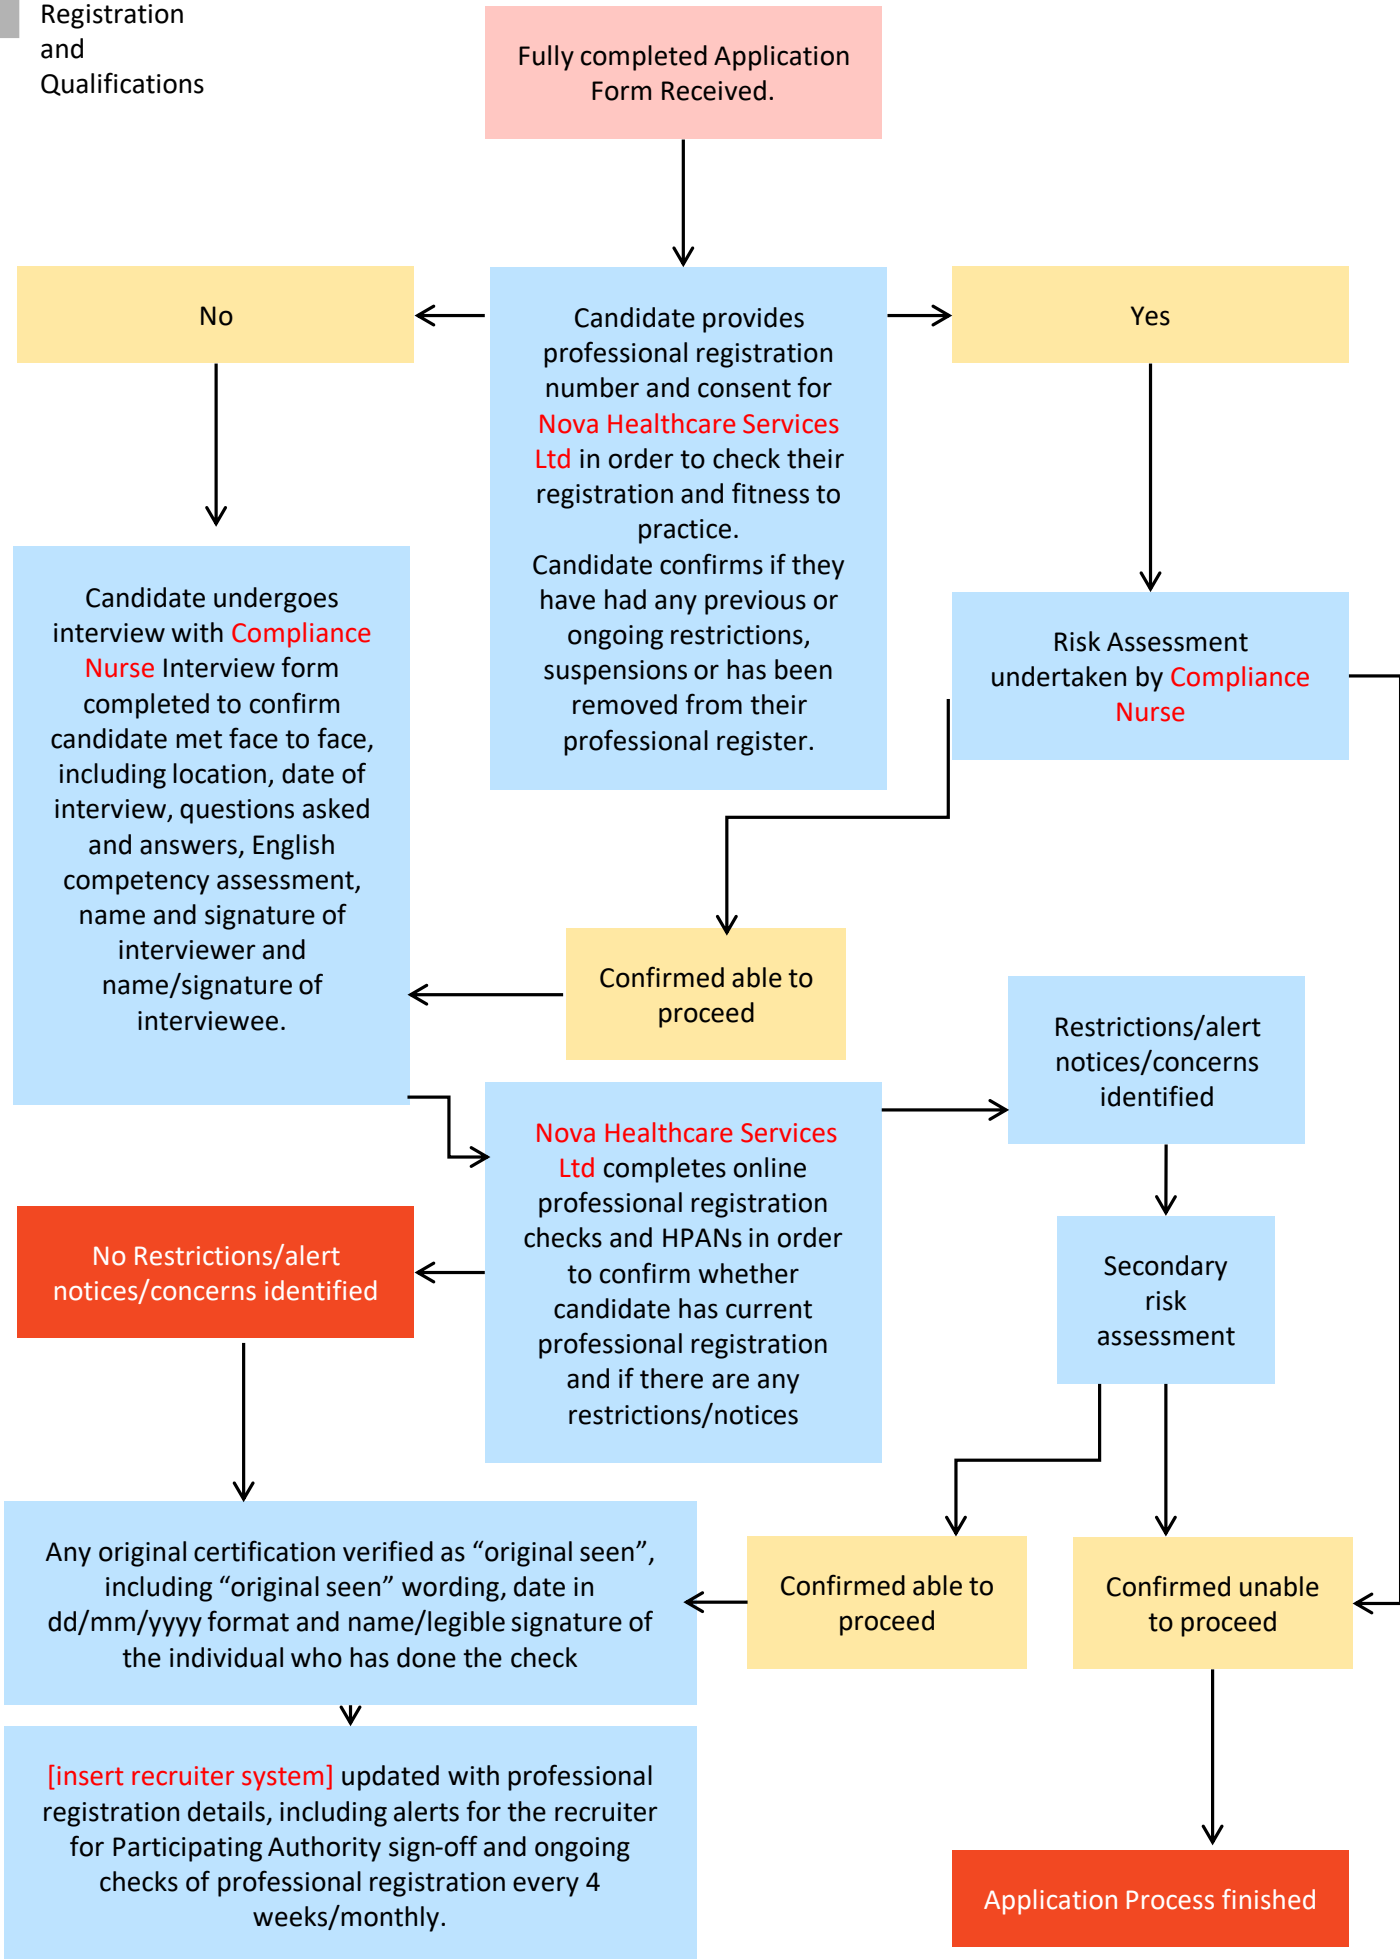 Registration
and
Qualifications
Fully completed Application
Form Received.
No
Candidate provides
professional registration
number and consent for
Nova Healthcare Services
Ltd in order to check their
registration and fitness to
practice.
Candidate confirms if they
have had any previous or
ongoing restrictions,
suspensions or has been
removed from their
professional register.
Yes
Candidate undergoes
interview with Compliance
Nurse Interview form
completed to confirm
candidate met face to face,
including location, date of
interview, questions asked
and answers, English
competency assessment,
name and signature of
interviewer and
name/signature of
interviewee.
Risk Assessment
undertaken by Compliance
Nurse
Confirmed able to
proceed
Restrictions/alert
notices/concerns
identified
Nova Healthcare Services
Ltd completes online
professional registration
checks and HPANs in order
to confirm whether
candidate has current
professional registration
and if there are any
restrictions/notices
No Restrictions/alert
notices/concerns identified
Secondary
risk
assessment
Any original certification verified as “original seen”,
including “original seen” wording, date in
dd/mm/yyyy format and name/legible signature of
the individual who has done the check
Confirmed able to
proceed
Confirmed unable
to proceed
[insert recruiter system] updated with professional
registration details, including alerts for the recruiter
for Participating Authority sign-off and ongoing
checks of professional registration every 4
weeks/monthly.
Application Process finished